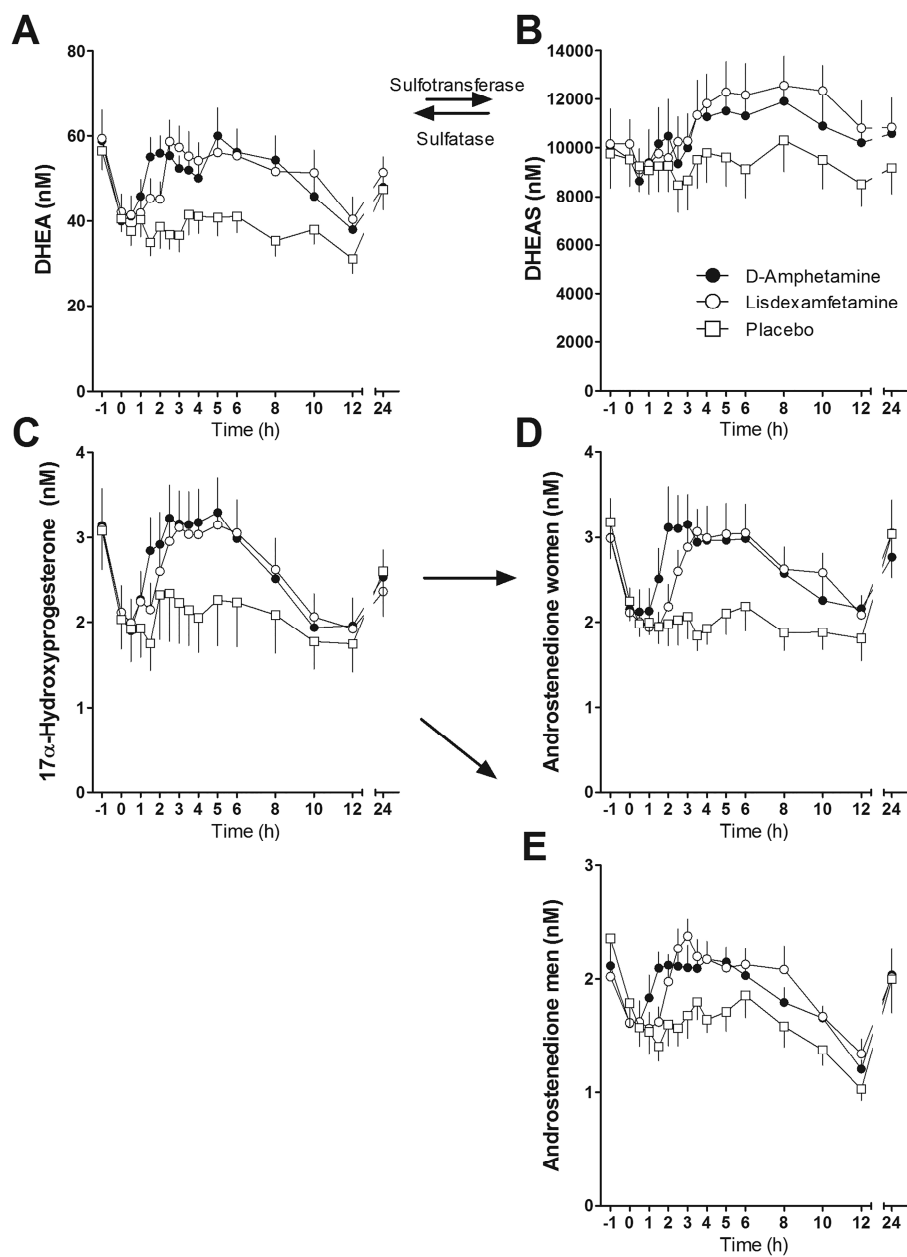 A
DHEA (nM)
80
60
40
20
0
-1 0 1 2 3 4 5 6 8 10 12 24
Time (h)
Sulfotransferase
Sulfatase
B
DHEAS (nM)
14000
12000
10000
8000
6000
4000
2000
0
D-Amphetamine
Lisdexamfetamine
Placebo
-1 0 1 2 3 4 5 6 8 10 12 24
Time (h)
C
17α-Hydroxyprogesterone (nM)
4
3
2
1
0
-1 0 1 2 3 4 5 6 8 10 12 24
Time (h)
D
Androstenedione women (nM)
4
3
2
1
0
-1 0 1 2 3 4 5 6 8 10 12 24
Time (h)
E
Androstenedione men (nM)
3
2
1
0
-1 0 1 2 3 4 5 6 8 10 12 24
Time (h)